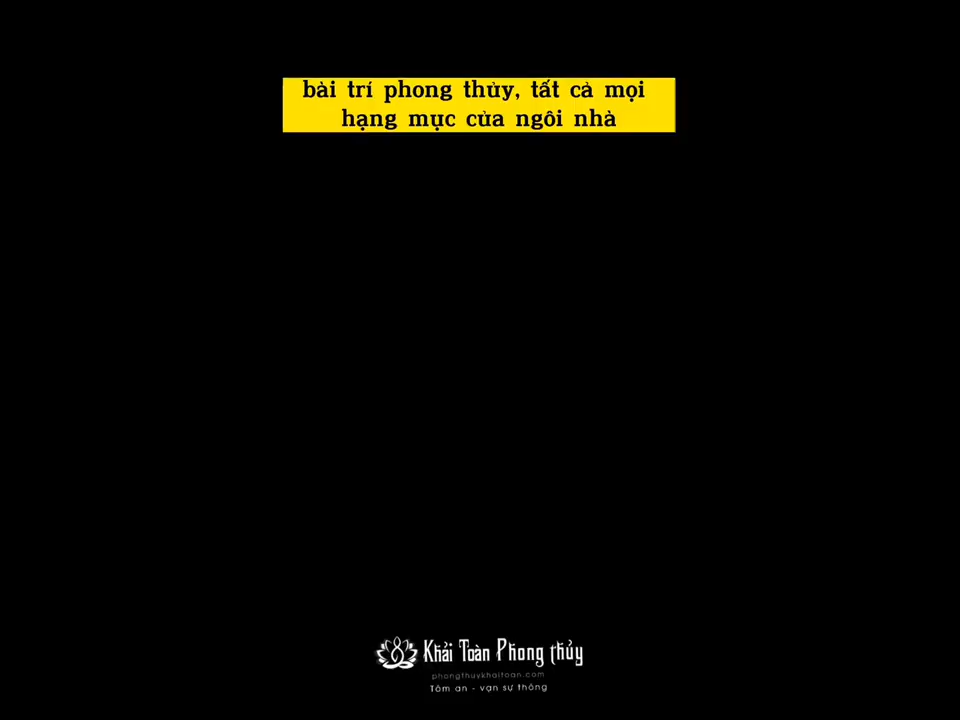 bài trí phong thủy, tất cả mọi
hạng mục của ngôi nhà
Khải Toàn Phong thủy
phongthuykhaitoan.com
Tâm an - vạn sự thông